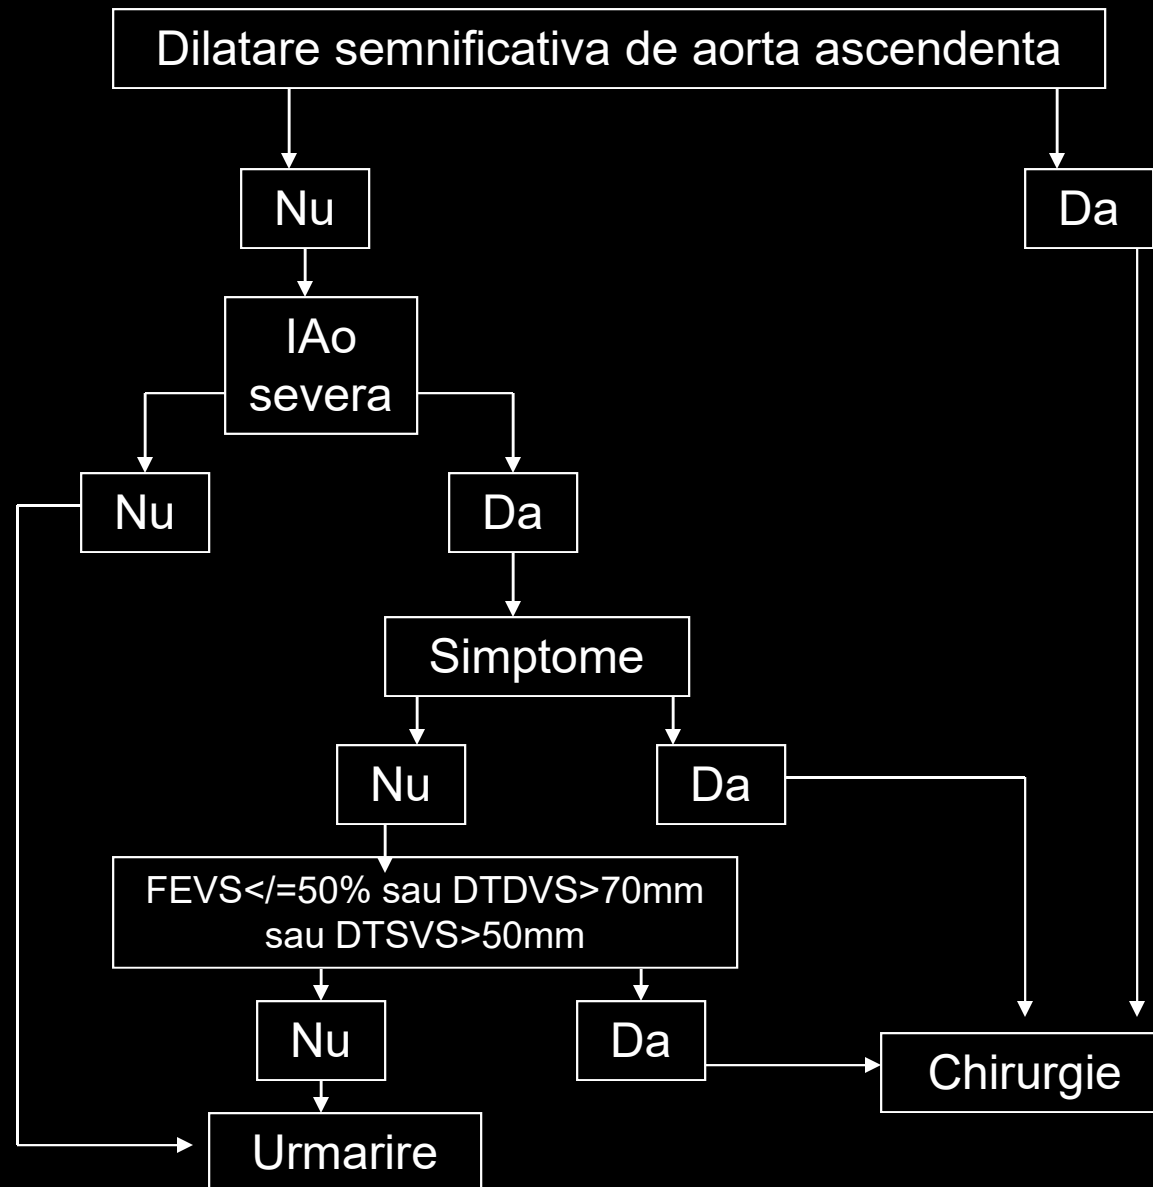 Dilatare semnificativa de aorta ascendenta
Nu
Da
IAo
severa
Nu
Da
Simptome
Nu
Da
FEVS</=50% sau DTDVS>70mm
sau DTSVS>50mm
Nu
Da
Chirurgie
Urmarire